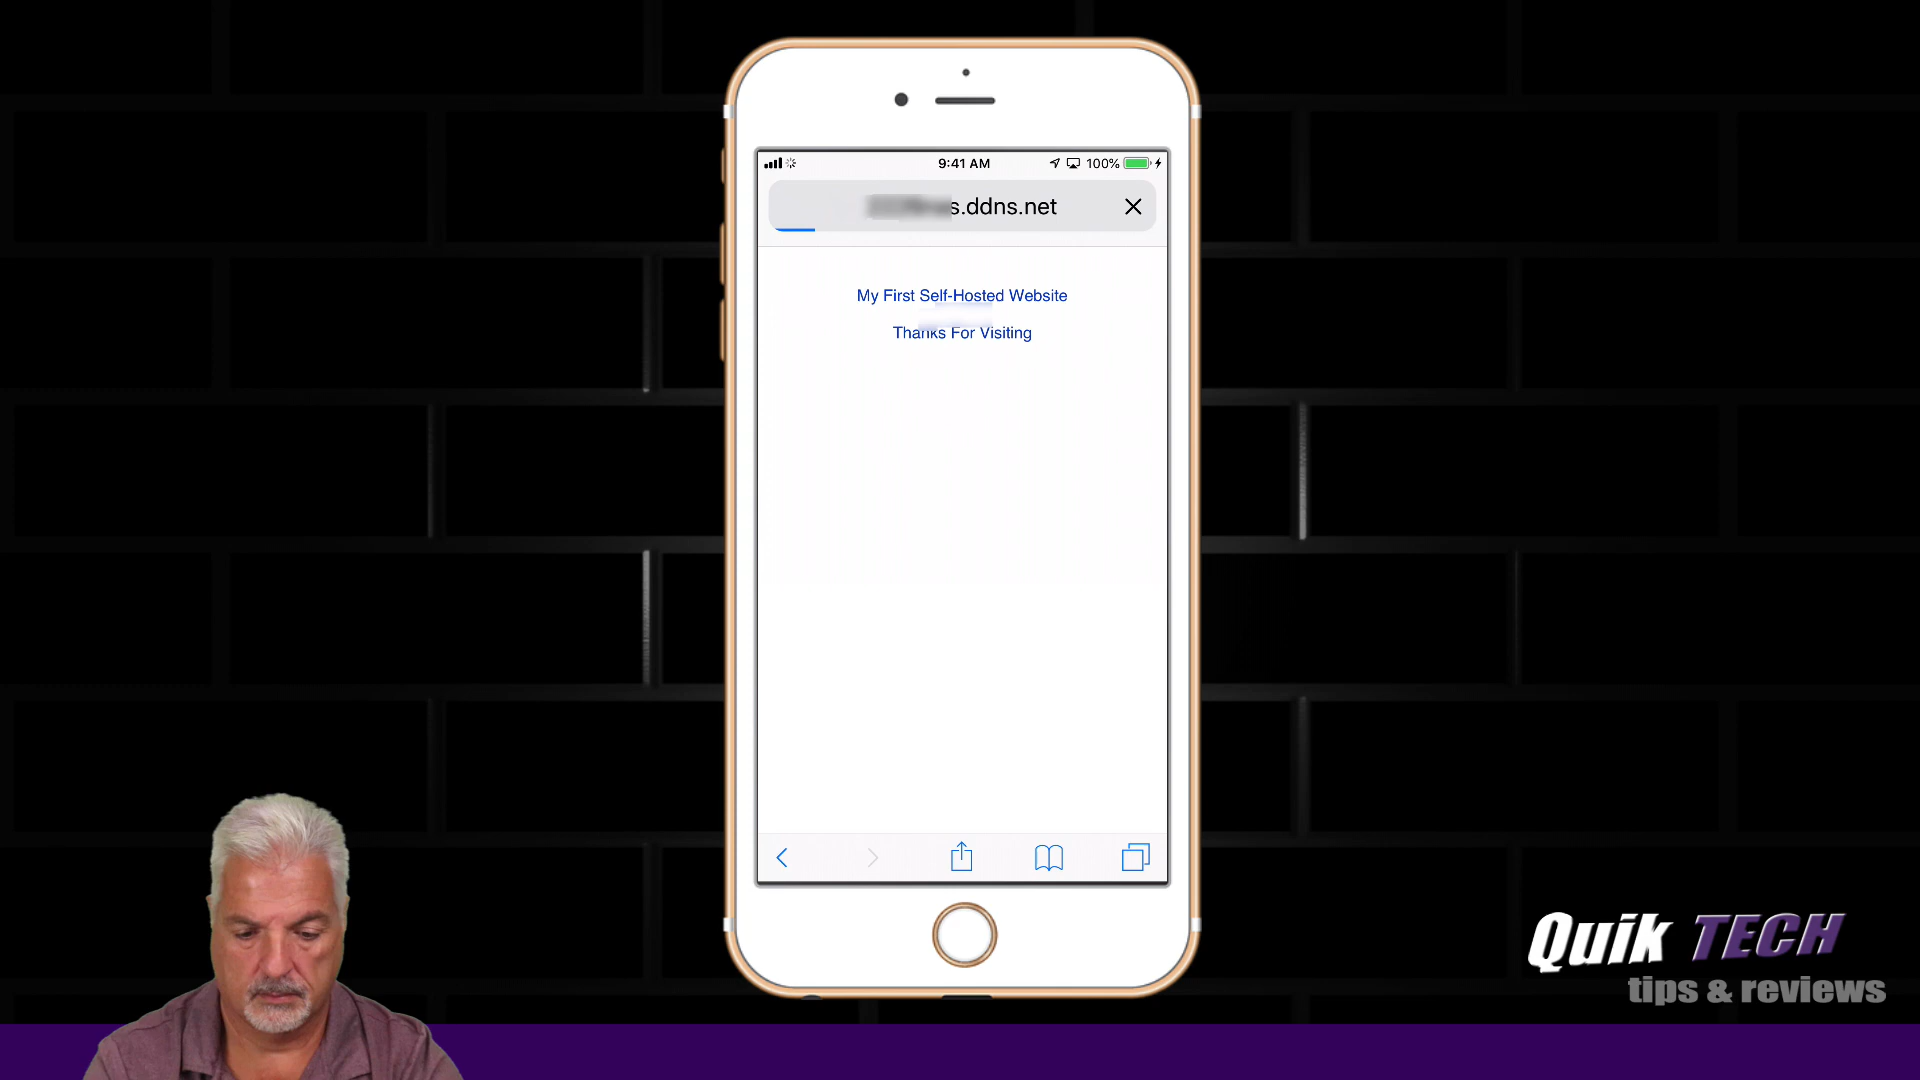 9:41 AM
100%
s.ddns.net
My First Self-Hosted Website
Thanks For Visiting
Quik TECH
tips & reviews